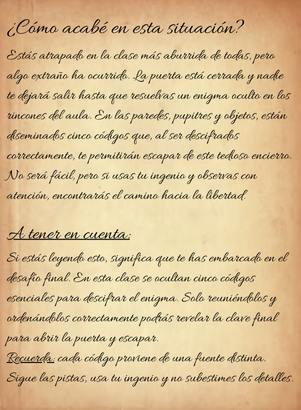 ¿Cómo acabé en esta situación?
Estás atrapado en la clase más aburrida de todas, pero
algo extraño ha ocurrido. La puerta está cerrada y nadie
te dejará salir hasta que resuelvas un enigma oculto en los
rincones del aula. En las paredes, pupitres y objetos, están
diseminados cinco códigos que, al ser descifrados
correctamente, te permitirán escapar de este tedioso encierro.
No será fácil, pero si usas tu ingenio y observas con
atención, encontrarás el camino hacia la libertad.
A tener en cuenta:
Si estás leyendo esto, significa que te has embarcado en el
desafío final. En esta clase se ocultan cinco códigos
esenciales para descifrar el enigma. Solo reuniéndolos y
ordenándolos correctamente podrás revelar la clave final
para abrir la puerta y escapar.
Recuerda: cada código proviene de una fuente distinta.
Sigue las pistas, usa tu ingenio y no subestimes los detalles.